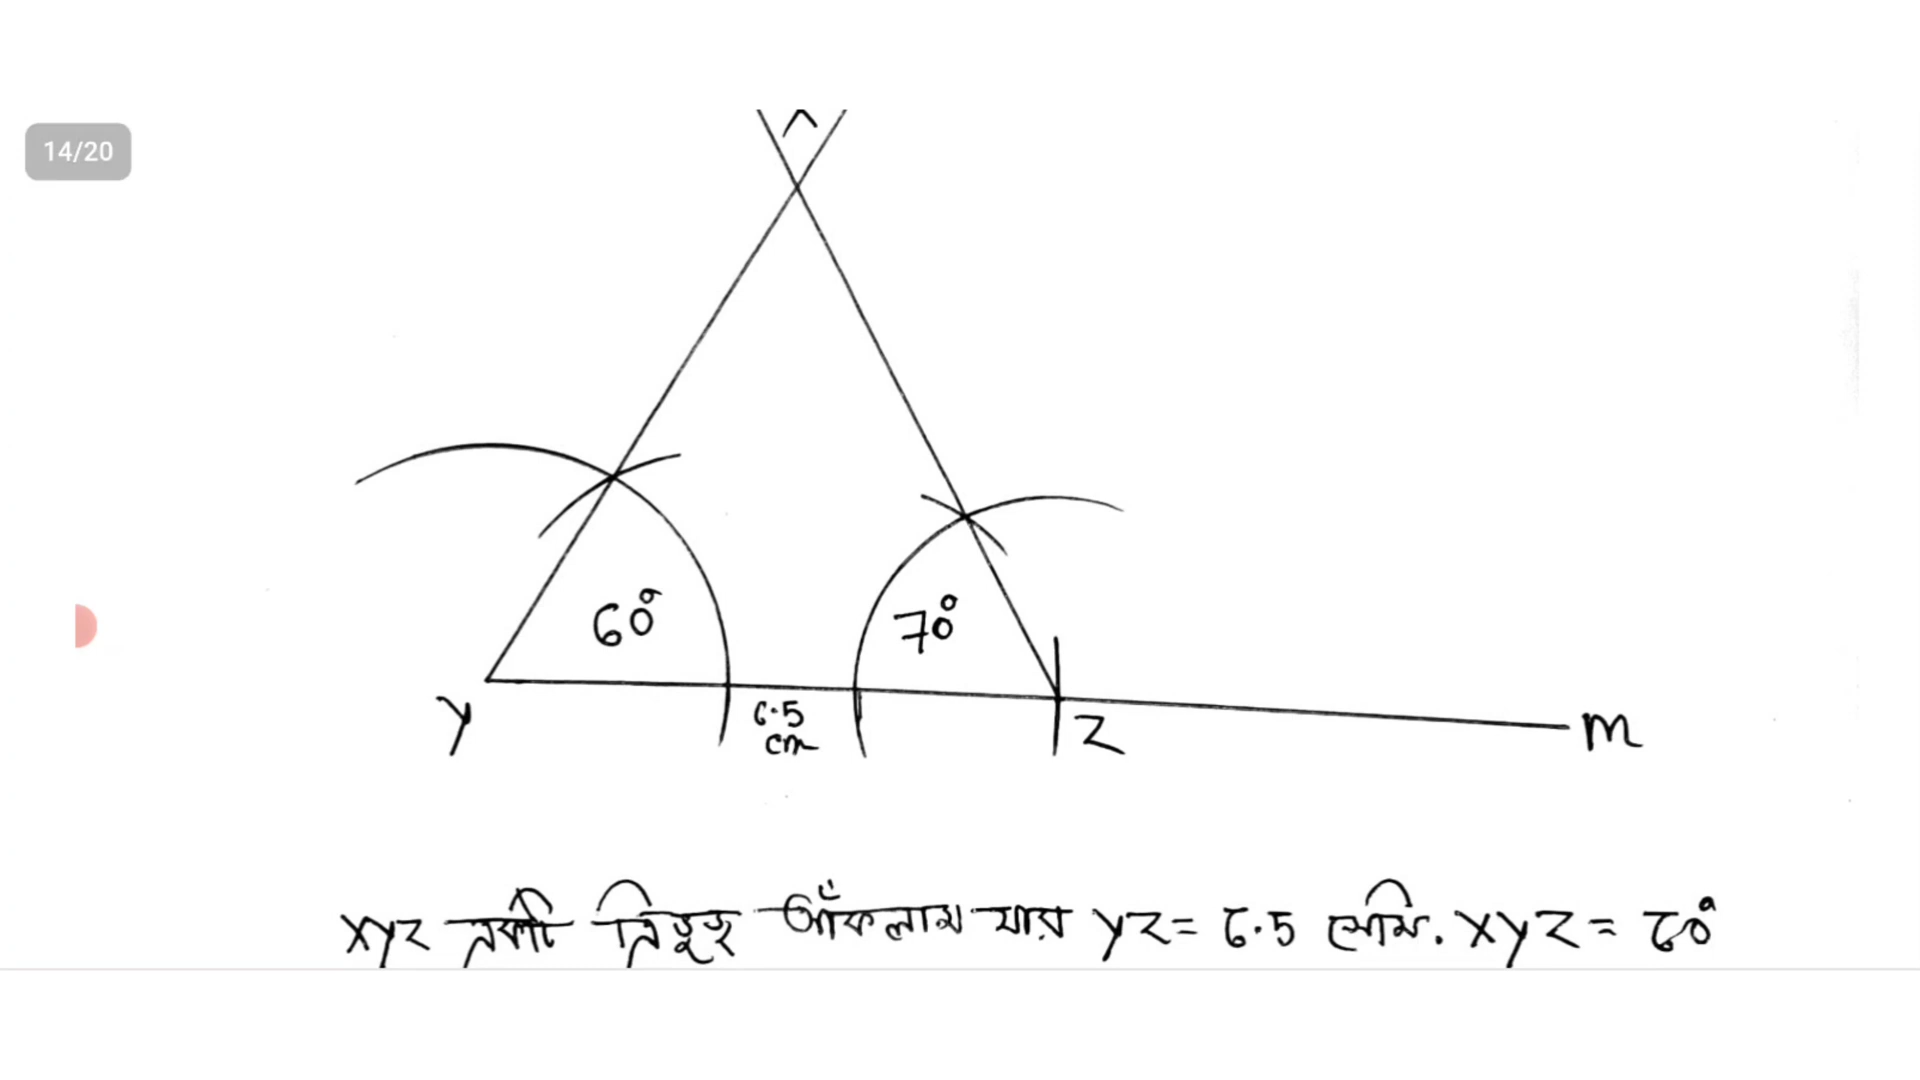 14/20
60°
70°
y
6.5
cm
Z
m
xyz একটি ত্রিভুজ আঁকলাম যার yz = 6.5 সেমি. xyz = 60°